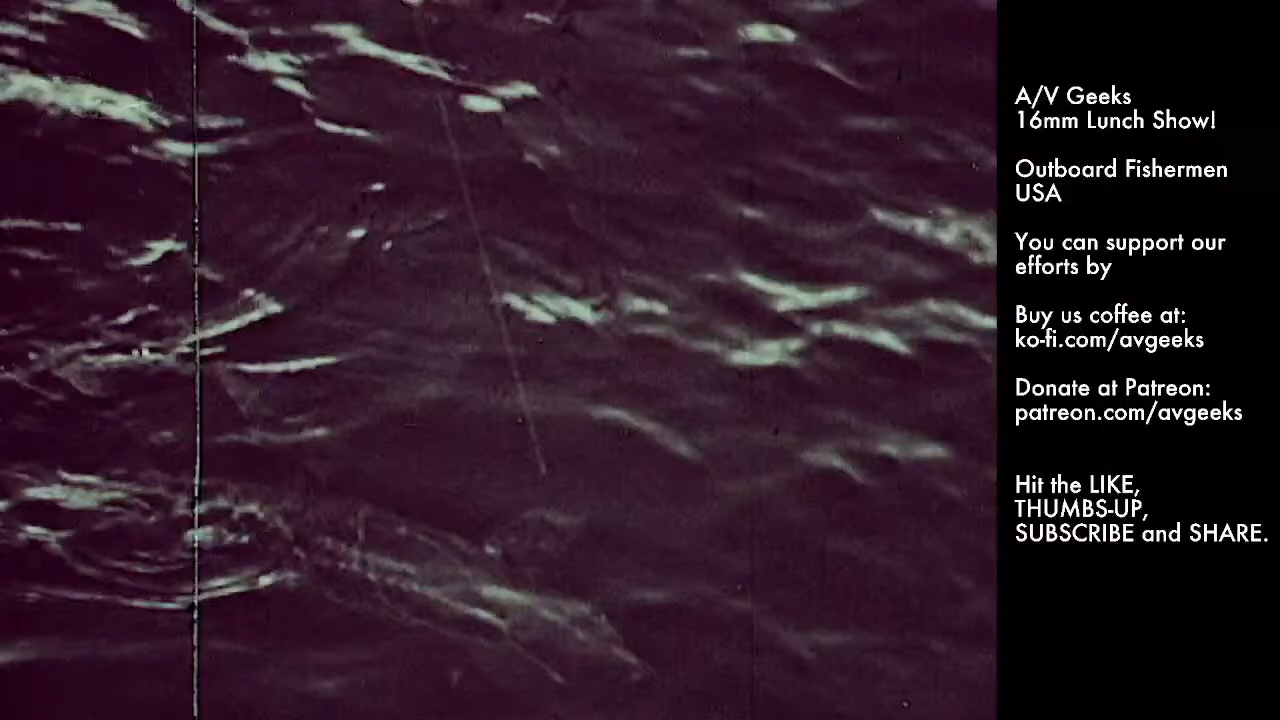 A/V Geeks
16mm Lunch Show!
Outboard Fishermen
USA
You can support our
efforts by
Buy us coffee at:
ko-fi.com/avgeeks
Donate at Patreon:
patreon.com/avgeeks
Hit the LIKE,
THUMBS-UP,
SUBSCRIBE and SHARE.